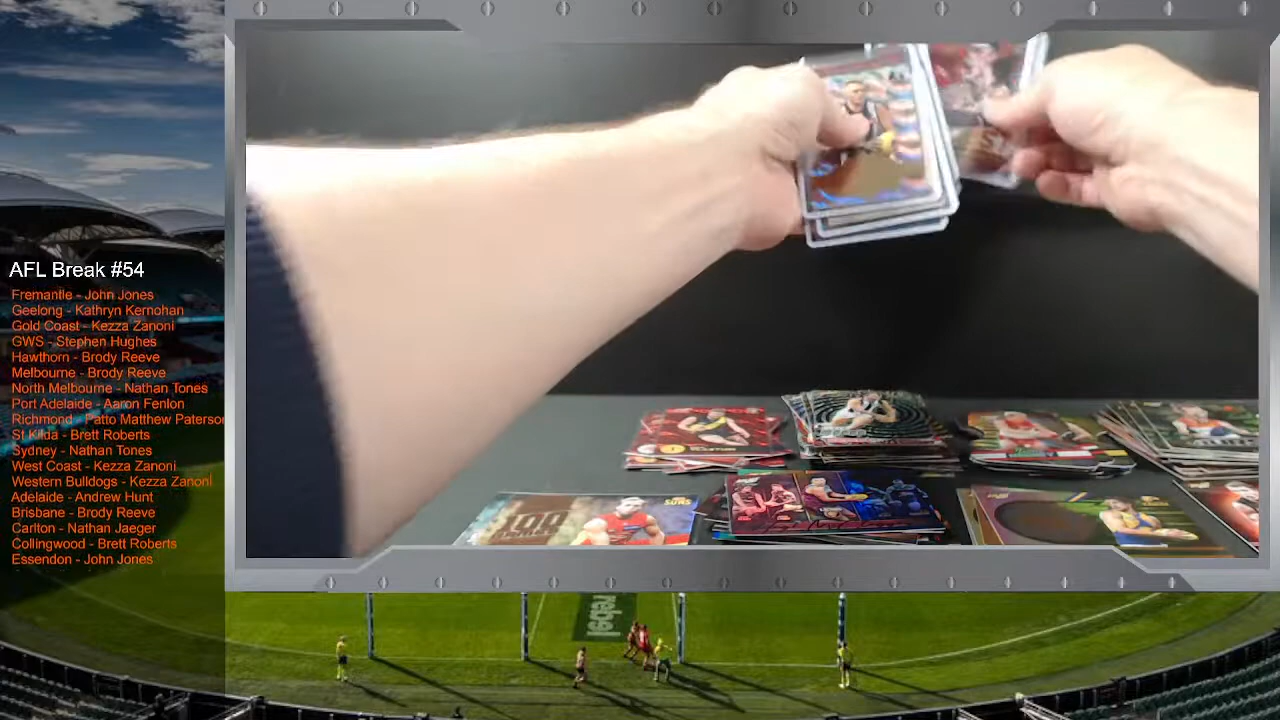 AFL Break #54
Fremantle - John Jones
Geelong - Kathryn Kernohan
Gold Coast - Kezza Zanoni
GWS - Stephen Hughes
Hawthorn - Brody Reeve
Melbourne - Brody Reeve
North Melbourne - Nathan Tones
Port Adelaide - Aaron Fenlon
Richmond - Patto Matthew Paterson
St Kilda - Brett Roberts
Sydney - Nathan Tones
West Coast - Kezza Zanoni
Western Bulldogs - Kezza Zanoni
Adelaide - Andrew Hunt
Brisbane - Brody Reeve
Carlton - Nathan Jaeger
Collingwood - Brett Roberts
Essendon - John Jones
100
SUNS
rebel